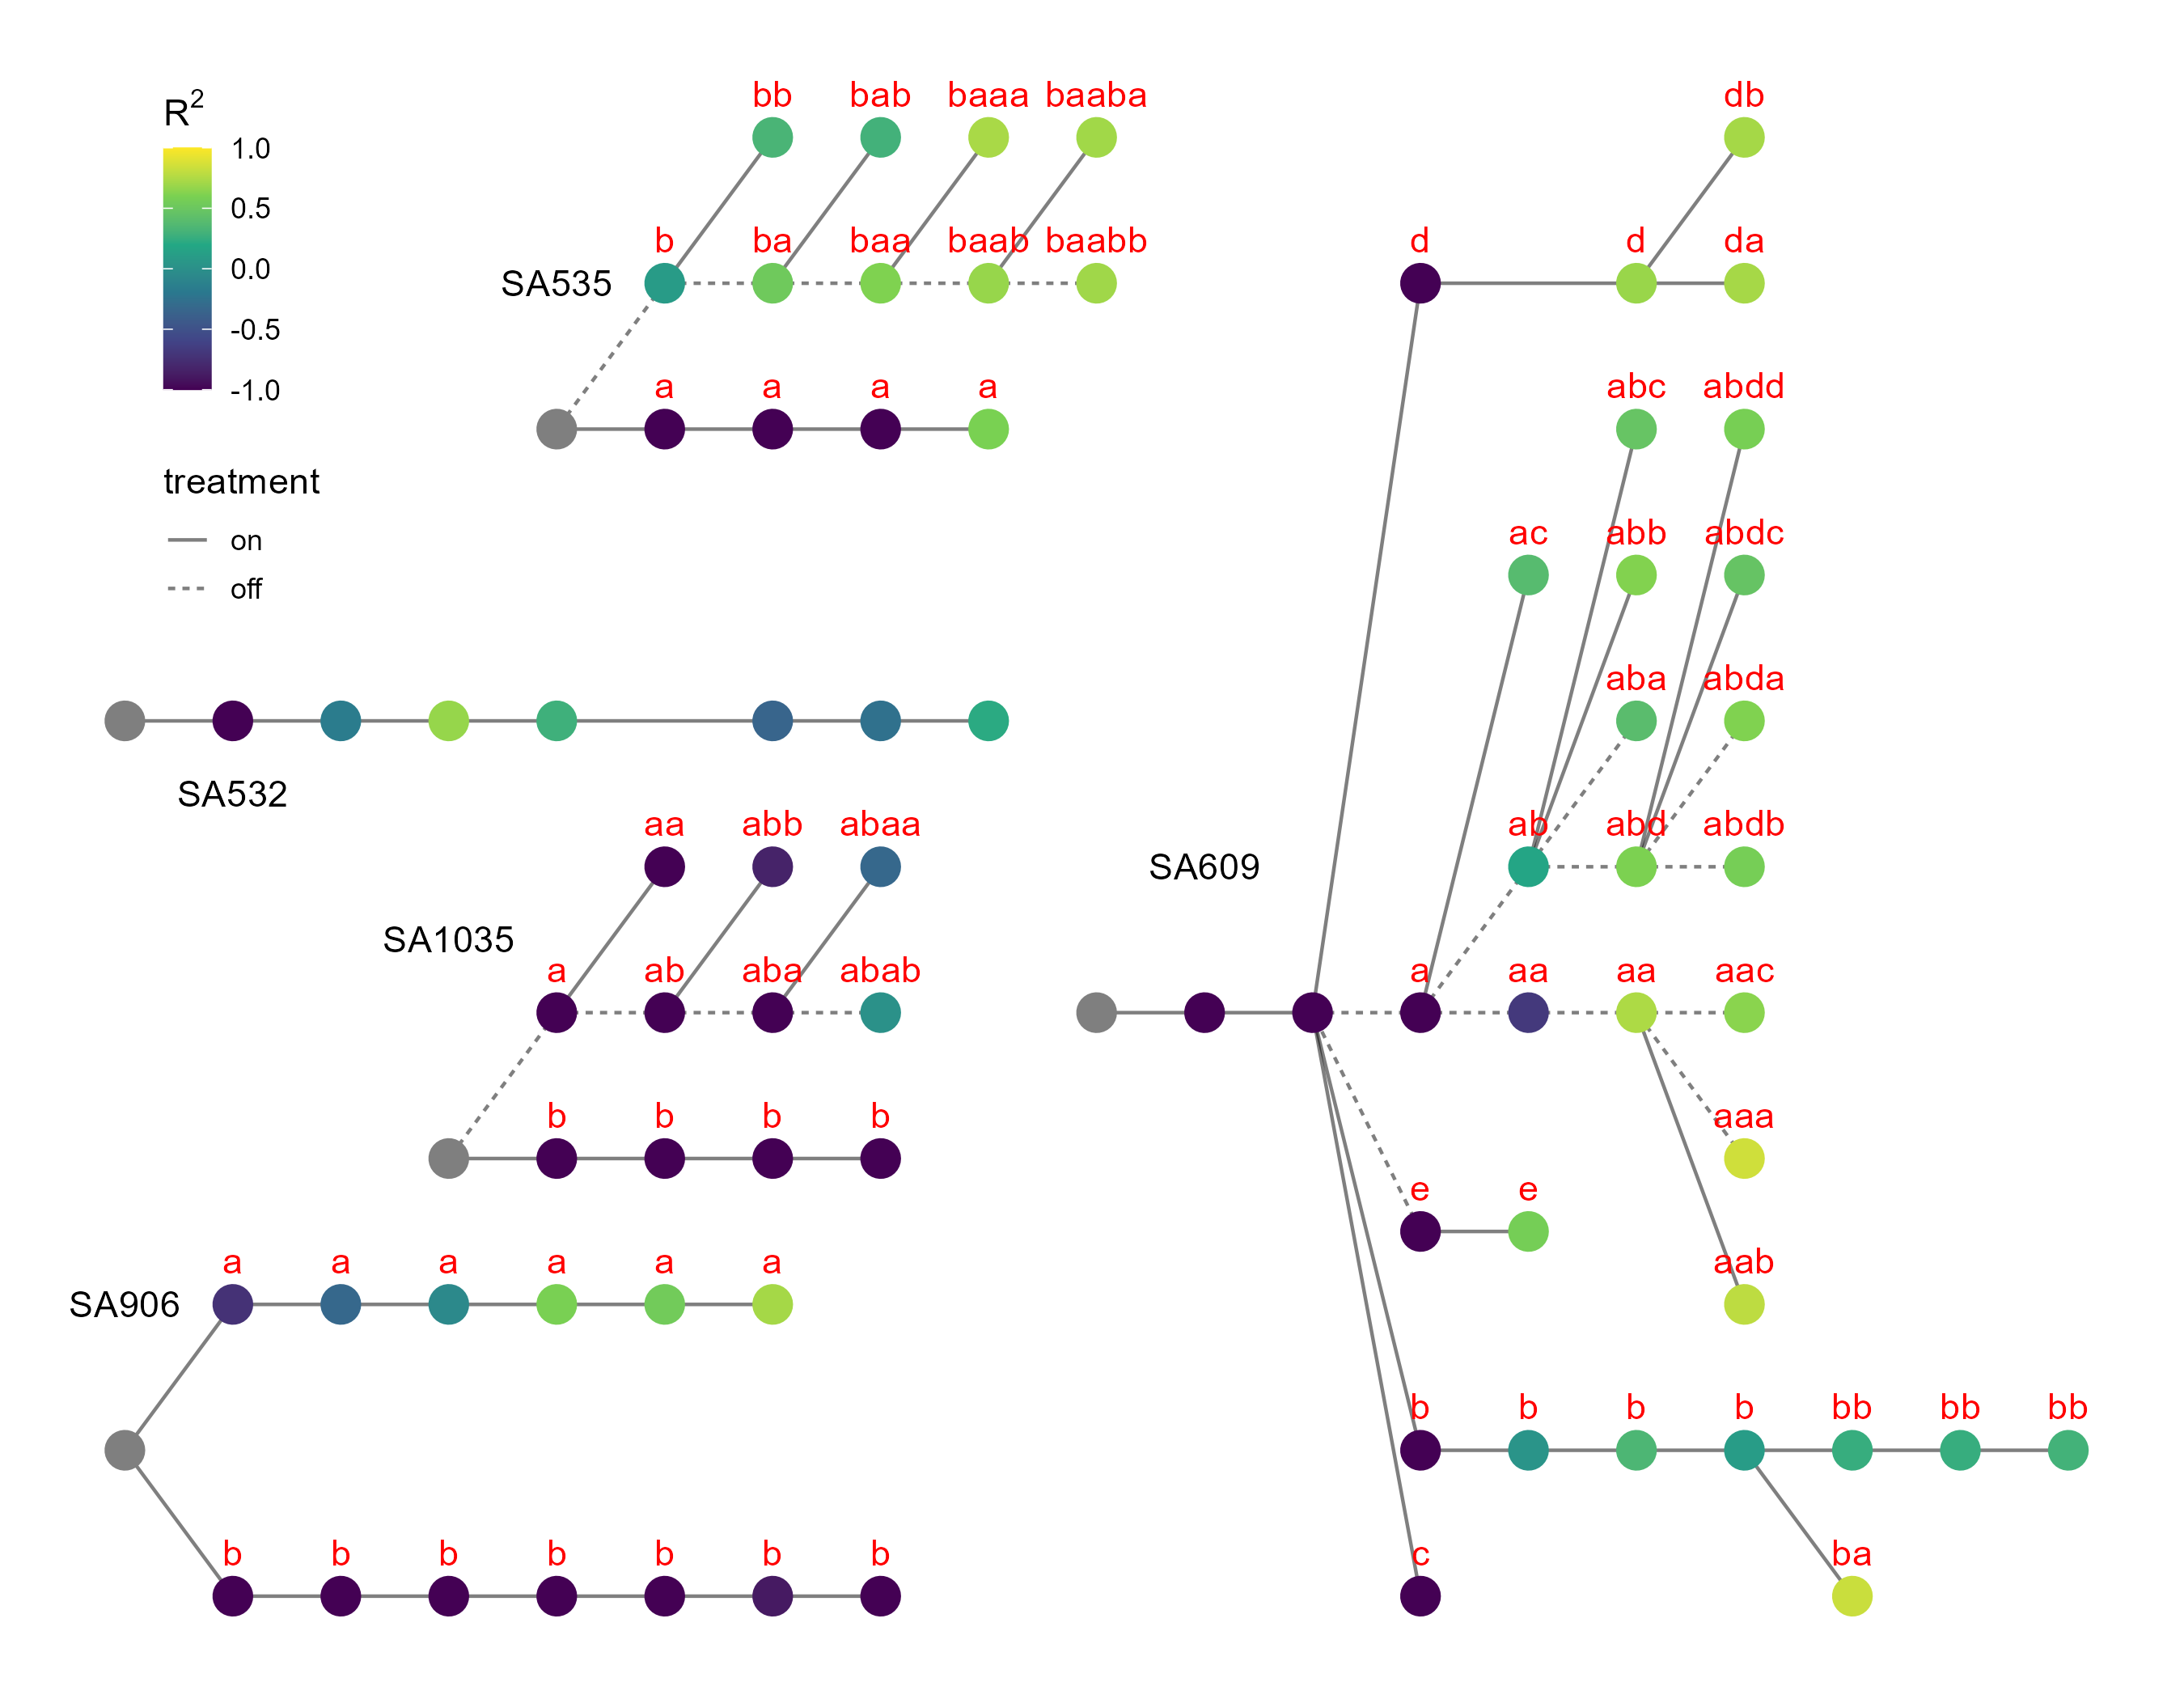 R2
1.0
0.5
0.0
-0.5
-1.0
treatment
on
off
bb bab baaa baaba
b ba baa baab baabb
SA535
a a a a
SA532
aa abb abaa
SA1035
a ab aba abab
b b b b
SA906
a a a a a a
b b b b b b b
db
d d da
abc abdd
ac abb abdc
aba abda
ab abd abdb
SA609
a aa aa aac
aaa
e e
aab
b b b b bb bb bb
c ba